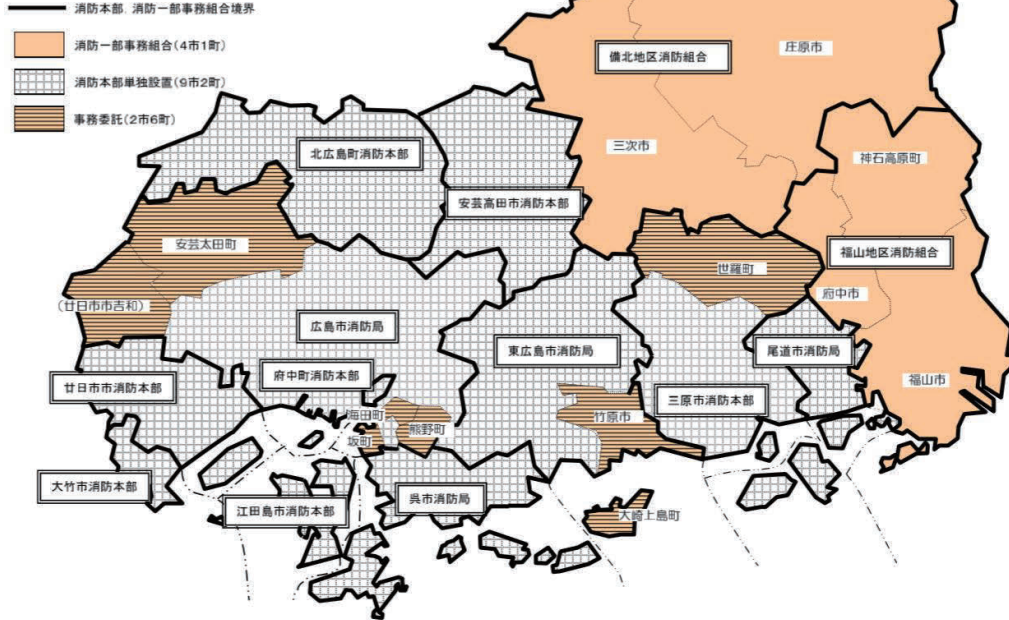 消防本部．消防一部事務組合境界
消防一部事務組合(4市1町)
消防本部単独設置(9市2町)
事務委託(2市6町)
備北地区消防組合
庄原市
三次市
神石高原町
北広島町消防本部
安芸高田市消防本部
安芸太田町
世羅町
福山地区消防組合
府中市
(廿日市市吉和)
広島市消防局
東広島市消防局
尾道市消防局
廿日市市消防本部
府中町消防本部
三原市消防本部
福山市
海田町
熊野町
坂町
竹原市
大竹市消防本部
江田島市消防本部
呉市消防局
大崎上島町